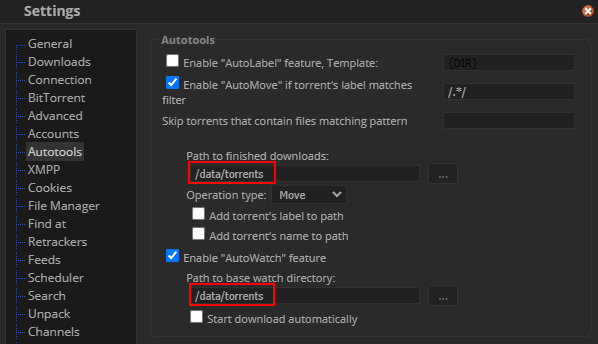 Settings
General
Downloads
Connection
BitTorrent
Advanced
Accounts
Autotools
XMPP
Cookies
File Manager
Find at
Retrackers
Feeds
Scheduler
Search
Unpack
Channels
Autotools
Enable "AutoLabel" feature, Template: {DIR}
Enable "AutoMove" if torrent's label matches
filter /.*/
Skip torrents that contain files matching pattern
Path to finished downloads:
/data/torrents ...
Operation type: Move
Add torrent's label to path
Add torrent's name to path
Enable "AutoWatch" feature
Path to base watch directory:
/data/torrents ...
Start download automatically